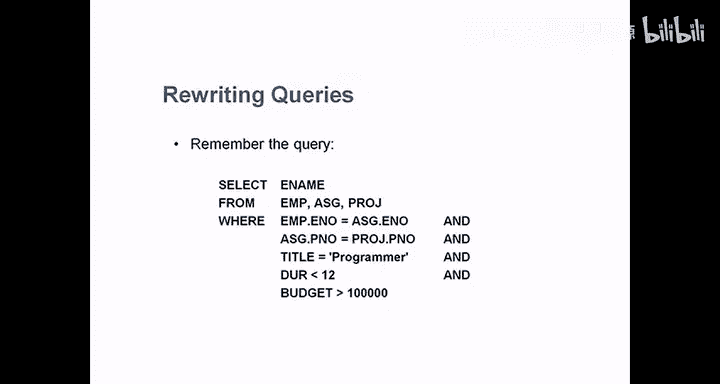 bilibili
Rewriting Queries
• Remember the query:
SELECT ENAME
FROM EMP, ASG, PROJ
WHERE EMP.ENO = ASG.ENO AND
ASG.PNO = PROJ.PNO AND
TITLE = 'Programmer' AND
DUR < 12 AND
BUDGET > 100000